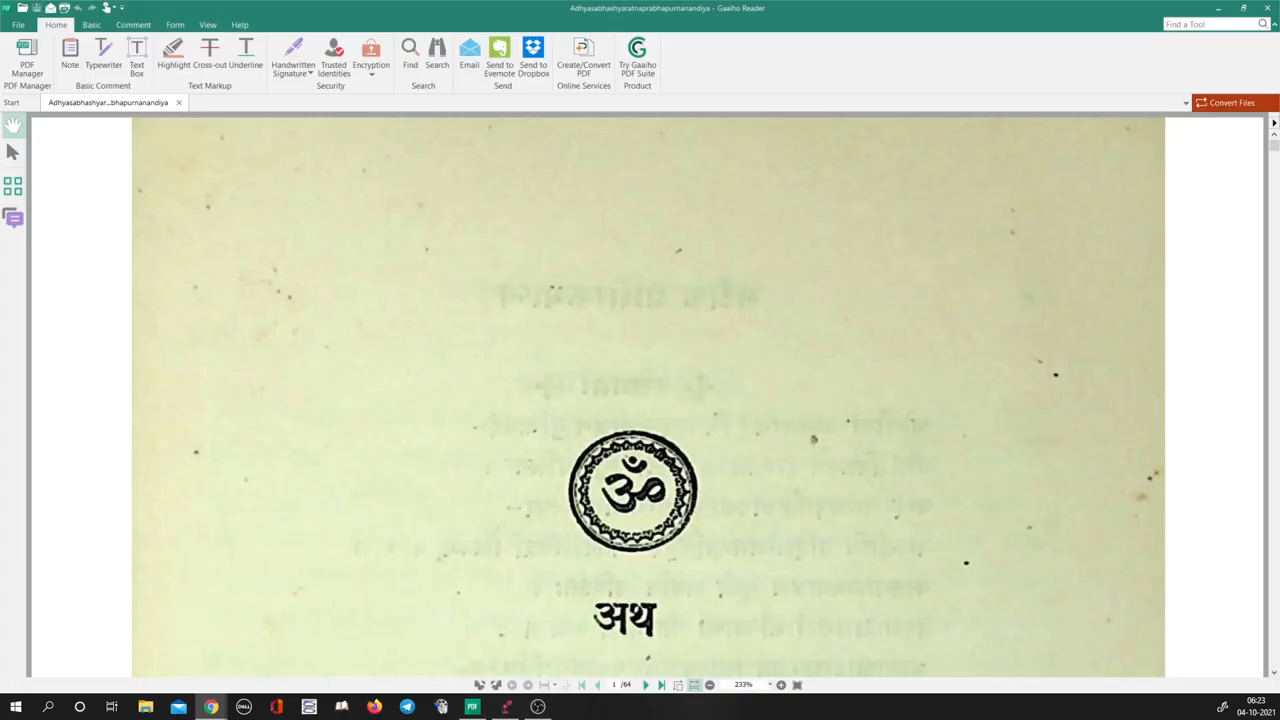 Adhyasabhashyaratnaprabhapurnanandiya - Gaaiho Reader
File Home Basic Comment Form View Help
Find a Tool
PDF Manager Note Typewriter Text Box Highlight Cross-out Underline Handwritten Signature Trusted Identities Encryption Find Search Email Send to Evernote Send to Dropbox Create/Convert PDF Try Gaaiho PDF Suite
PDF Manager Basic Comment Text Markup Security Search Send Online Services Product
Start Adhyasabhashyar...bhapurnanandiya Convert Files
ॐ
अथ
1 /64 233%
06:23
04-10-2021